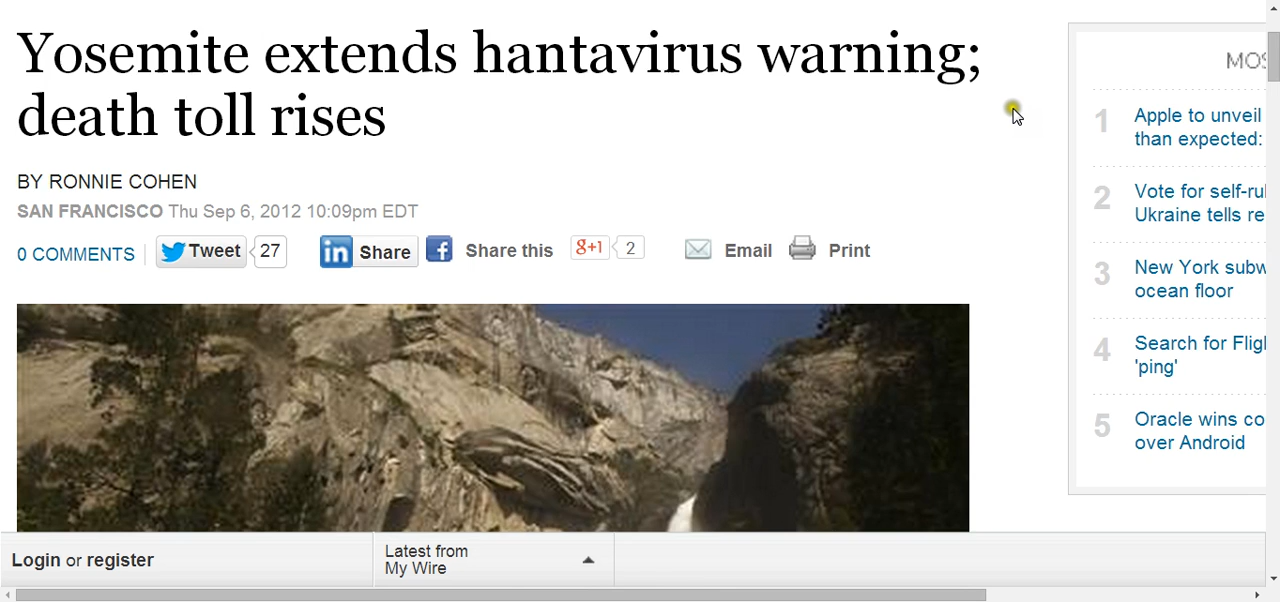 Yosemite extends hantavirus warning;
death toll rises
BY RONNIE COHEN
SAN FRANCISCO Thu Sep 6, 2012 10:09pm EDT
0 COMMENTS
Tweet
27
in Share
f Share this
g+1
2
Email
Print
MOS
1
Apple to unveil
than expected:
2
Vote for self-ru
Ukraine tells re
3
New York subw
ocean floor
4
Search for Fligh
'ping'
5
Oracle wins co
over Android
Login or register
Latest from
My Wire